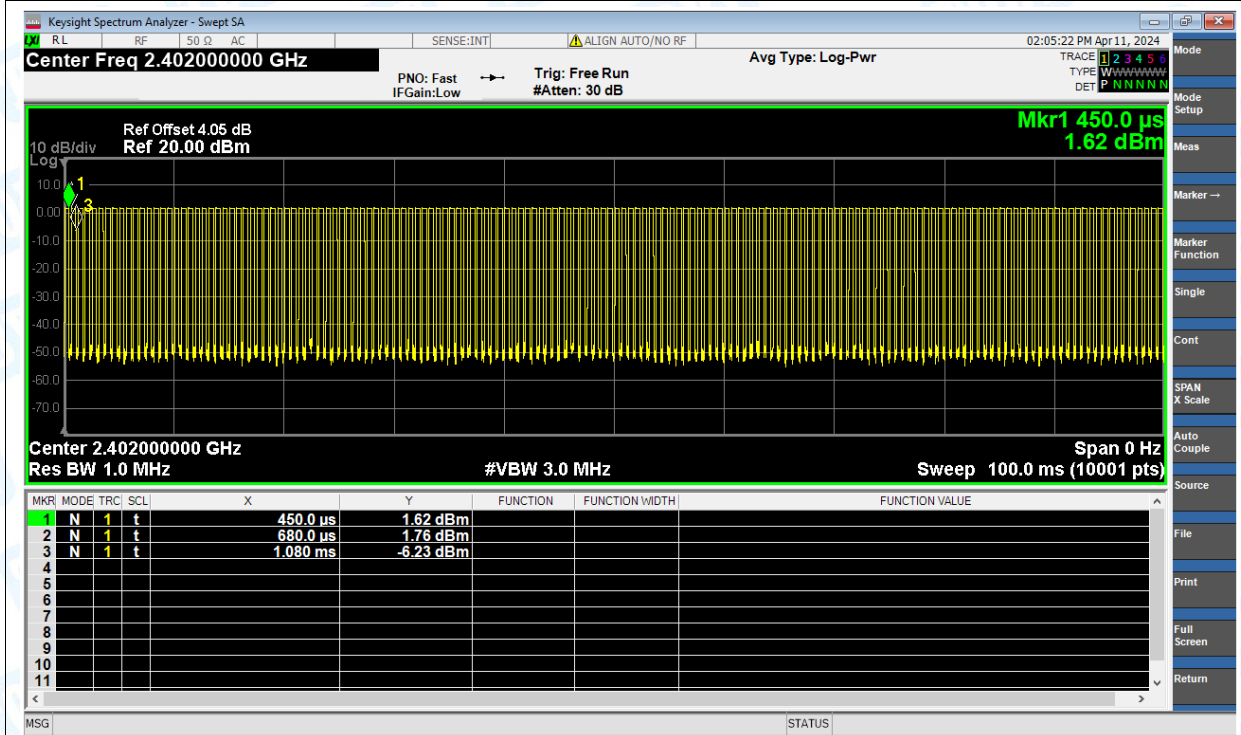 Keysight Spectrum Analyzer - Swept SA
LXI RL RF 50 Ω AC SENSE:INT ALIGN AUTO/NO RF 02:05:22 PM Apr 11, 2024
Center Freq 2.402000000 GHz
PNO: Fast
IFGain:Low
Trig: Free Run
#Atten: 30 dB
Avg Type: Log-Pwr
TRACE 1 2 3 4 5 6
TYPE WWWWWW
DET P N N N N N
Ref Offset 4.05 dB
10 dB/div Ref 20.00 dBm
Log
Mkr1 450.0 µs
1.62 dBm
10.0
0.00
-10.0
-20.0
-30.0
-40.0
-50.0
-60.0
-70.0
1
3
Center 2.402000000 GHz Span 0 Hz
Res BW 1.0 MHz #VBW 3.0 MHz Sweep 100.0 ms (10001 pts)
MKR MODE TRC SCL X Y FUNCTION FUNCTION WIDTH FUNCTION VALUE
1 N 1 t 450.0 µs 1.62 dBm
2 N 1 t 680.0 µs 1.76 dBm
3 N 1 t 1.080 ms -6.23 dBm
4
5
6
7
8
9
10
11
MSG STATUS
Mode
Mode
Setup
Meas
Marker →
Marker
Function
Single
Cont
SPAN
X Scale
Auto
Couple
Source
File
Print
Full
Screen
Return